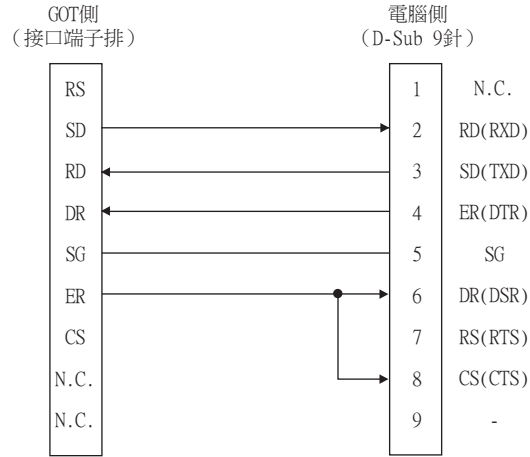 GOT側 電腦側
(接口端子排) (D-Sub 9針)
RS 1 N.C.
SD 2 RD(RXD)
RD 3 SD(TXD)
DR 4 ER(DTR)
SG 5 SG
ER 6 DR(DSR)
CS 7 RS(RTS)
N.C. 8 CS(CTS)
N.C. 9 -